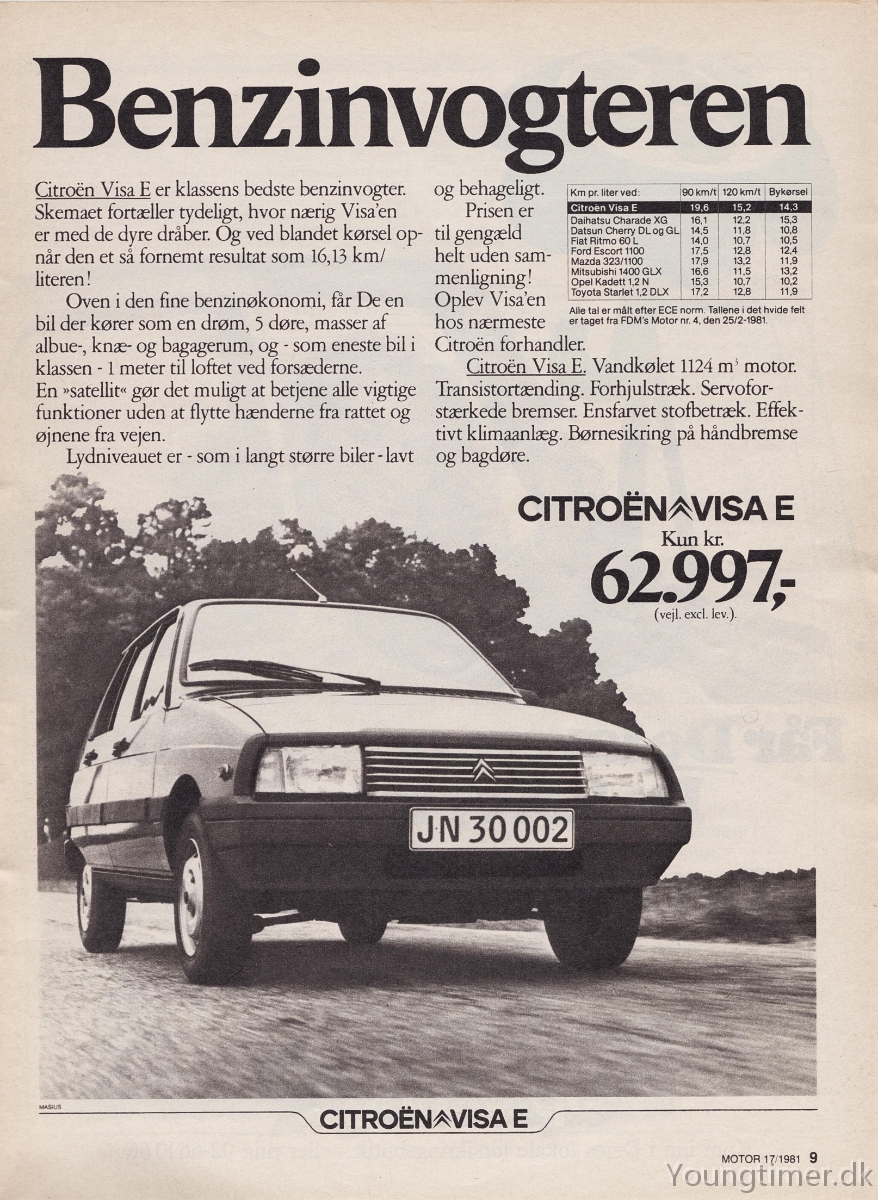 Benzinvogteren
Citroën Visa E er klassens bedste benzinvogter.
Skemaet fortæller tydeligt, hvor nærig Visa'en
er med de dyre dråber. Og ved blandet kørsel op-
når den et så fornemt resultat som 16,13 km/
literen!
Oven i den fine benzinøkonomi, får De en
bil der kører som en drøm, 5 døre, masser af
albue-, knæ- og bagagerum, og - som eneste bil i
klassen - 1 meter til loftet ved forsæderne.
En »satellit« gør det muligt at betjene alle vigtige
funktioner uden at flytte hænderne fra rattet og
øjnene fra vejen.
Lydniveauet er - som i langt større biler - lavt
og behageligt.
Prisen er
til gengæld
helt uden sam-
menligning!
Oplev Visa'en
hos nærmeste
Citroën forhandler.
Citroën Visa E. Vandkølet 1124 m³ motor.
Transistortænding. Forhjulstræk. Servofor-
stærkede bremser. Ensfarvet stofbetræk. Effek-
tivt klimaanlæg. Børnesikring på håndbremse
og bagdøre.
Km pr. liter ved: 90 km/t 120 km/t Bykørsel
Citroën Visa E 19,6 15,2 14,3
Daihatsu Charade XG 16,1 12,2 15,3
Datsun Cherry DL og GL 14,5 11,8 10,8
Fiat Ritmo 60 L 14,0 10,7 10,5
Ford Escort 1100 17,5 12,8 12,4
Mazda 323/1100 17,9 13,2 11,9
Mitsubishi 1400 GLX 16,6 11,5 13,2
Opel Kadett 1,2 N 15,3 10,7 10,2
Toyota Starlet 1,2 DLX 17,2 12,8 11,9
Alle tal er målt efter ECE norm. Tallene i det hvide felt
er taget fra FDM's Motor nr. 4, den 25/2-1981.
CITROËN VISA E
Kun kr.
62.997,-
(vejl. excl. lev.).
JN 30 002
MASIUS
CITROËN VISA E
MOTOR 17/1981 9
Youngtimer.dk